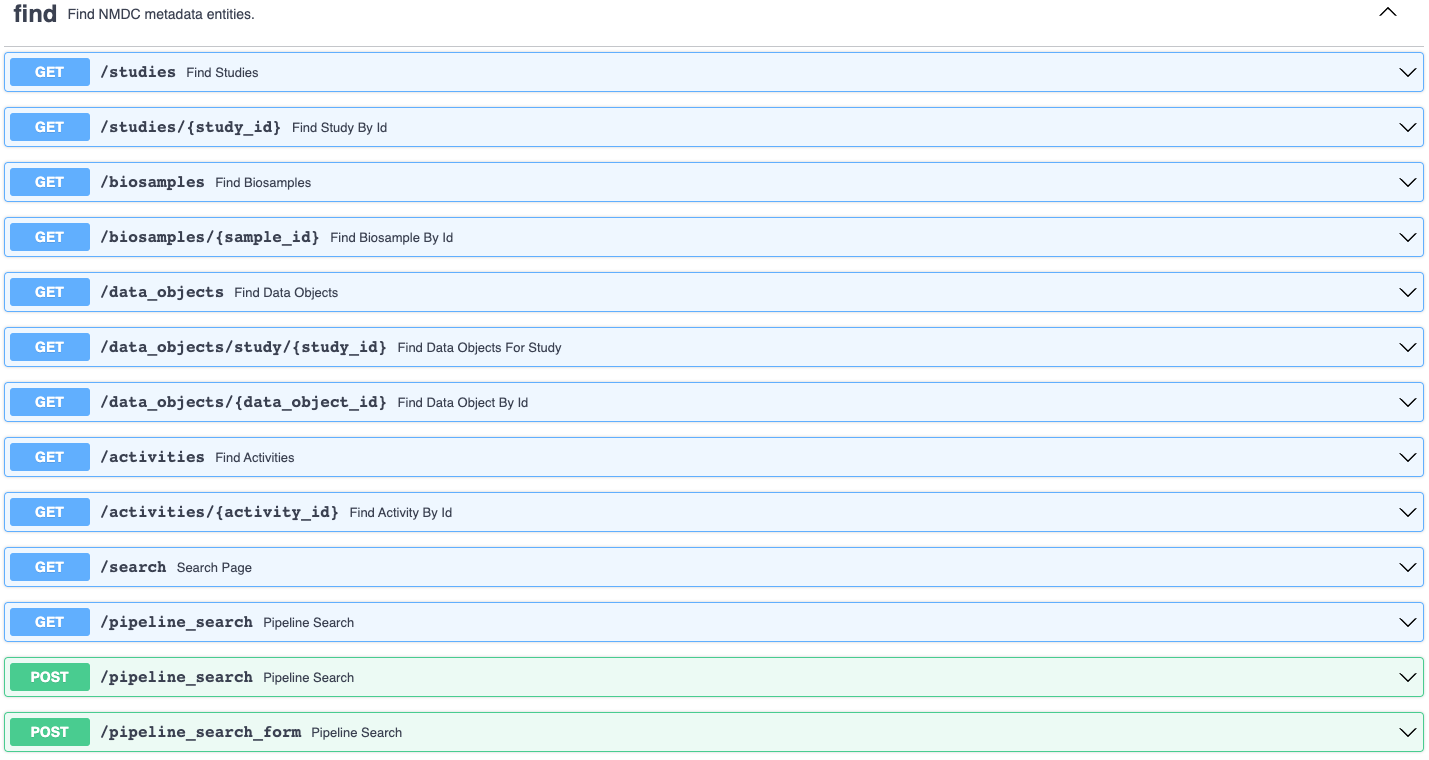 find Find NMDC metadata entities.
GET /studies Find Studies
GET /studies/{study_id} Find Study By Id
GET /biosamples Find Biosamples
GET /biosamples/{sample_id} Find Biosample By Id
GET /data_objects Find Data Objects
GET /data_objects/study/{study_id} Find Data Objects For Study
GET /data_objects/{data_object_id} Find Data Object By Id
GET /activities Find Activities
GET /activities/{activity_id} Find Activity By Id
GET /search Search Page
GET /pipeline_search Pipeline Search
POST /pipeline_search Pipeline Search
POST /pipeline_search_form Pipeline Search